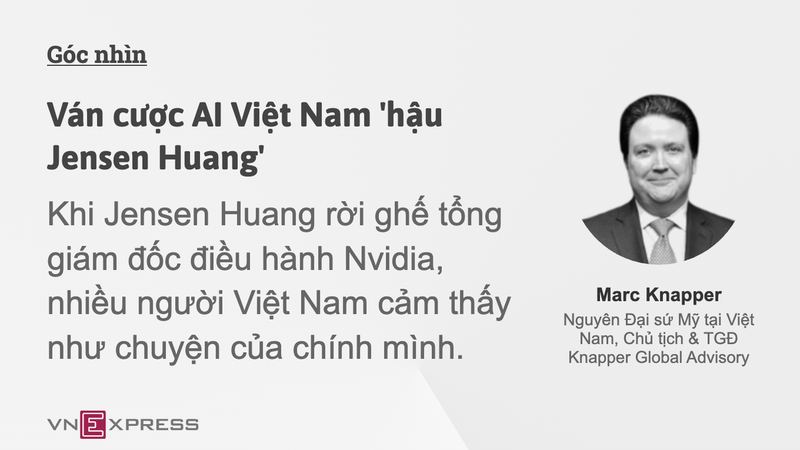 Góc nhìn
Ván cược AI Việt Nam 'hậu
Jensen Huang'
Khi Jensen Huang rời ghế tổng
giám đốc điều hành Nvidia,
nhiều người Việt Nam cảm thấy
như chuyện của chính mình.
Marc Knapper
Nguyên Đại sứ Mỹ tại Việt
Nam, Chủ tịch & TGĐ
Knapper Global Advisory
VNEXPRESS